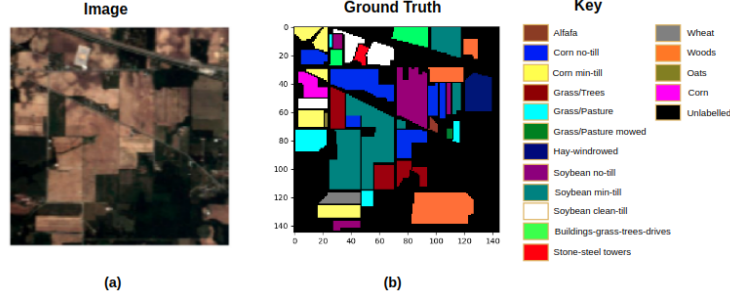 Image
Ground Truth
Key
0
20
40
60
80
100
120
140
0 20 40 60 80 100 120 140
Alfafa
Corn no-till
Corn min-till
Grass/Trees
Grass/Pasture
Grass/Pasture mowed
Hay-windrowed
Soybean no-till
Soybean min-till
Soybean clean-till
Buildings-grass-trees-drives
Stone-steel towers
Wheat
Woods
Oats
Corn
Unlabelled
(a)
(b)